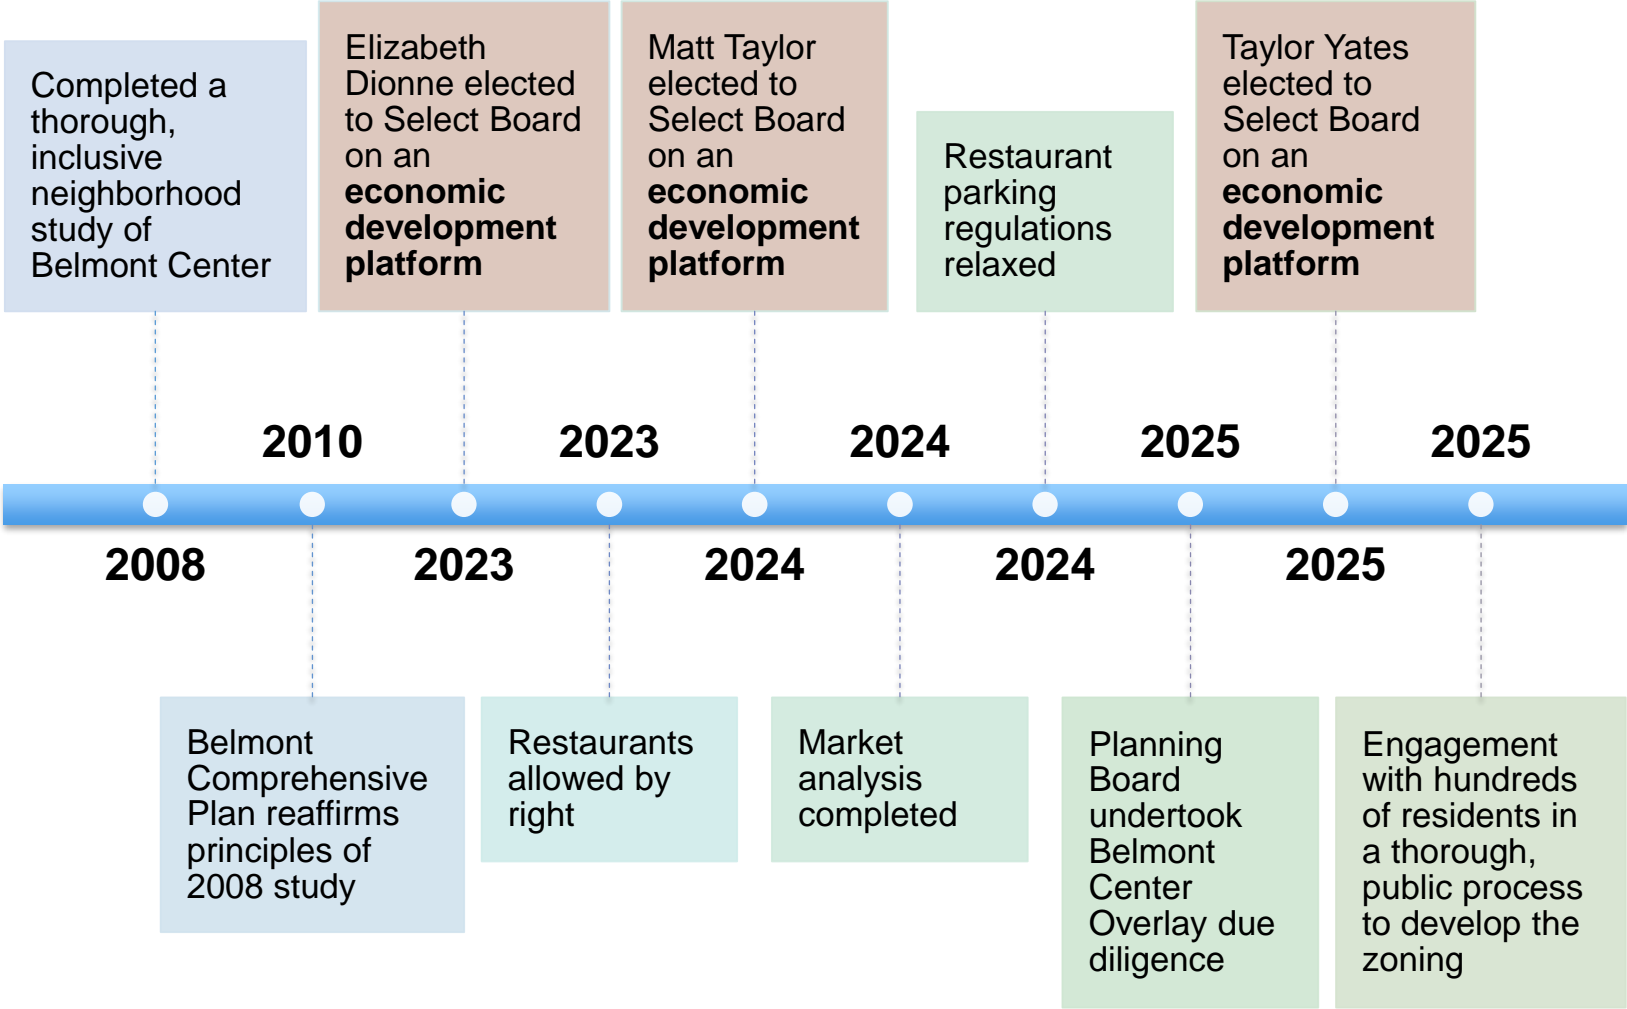 Completed a
thorough,
inclusive
neighborhood
study of
Belmont Center
Elizabeth
Dionne elected
to Select Board
on an
economic
development
platform
Matt Taylor
elected to
Select Board
on an
economic
development
platform
Restaurant
parking
regulations
relaxed
Taylor Yates
elected to
Select Board
on an
economic
development
platform
2010
2023
2024
2025
2025
2008
2023
2024
2024
2025
Belmont
Comprehensive
Plan reaffirms
principles of
2008 study
Restaurants
allowed by
right
Market
analysis
completed
Planning
Board
undertook
Belmont
Center
Overlay due
diligence
Engagement
with hundreds
of residents in
a thorough,
public process
to develop the
zoning